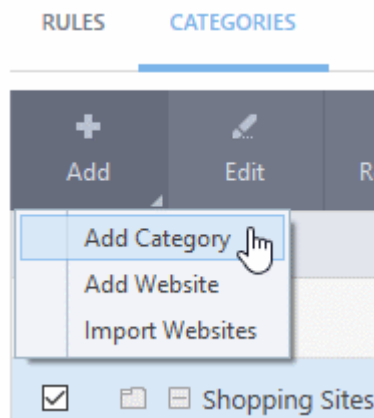 RULES CATEGORIES
Add Edit R
Add Category
Add Website
Import Websites
Shopping Sites